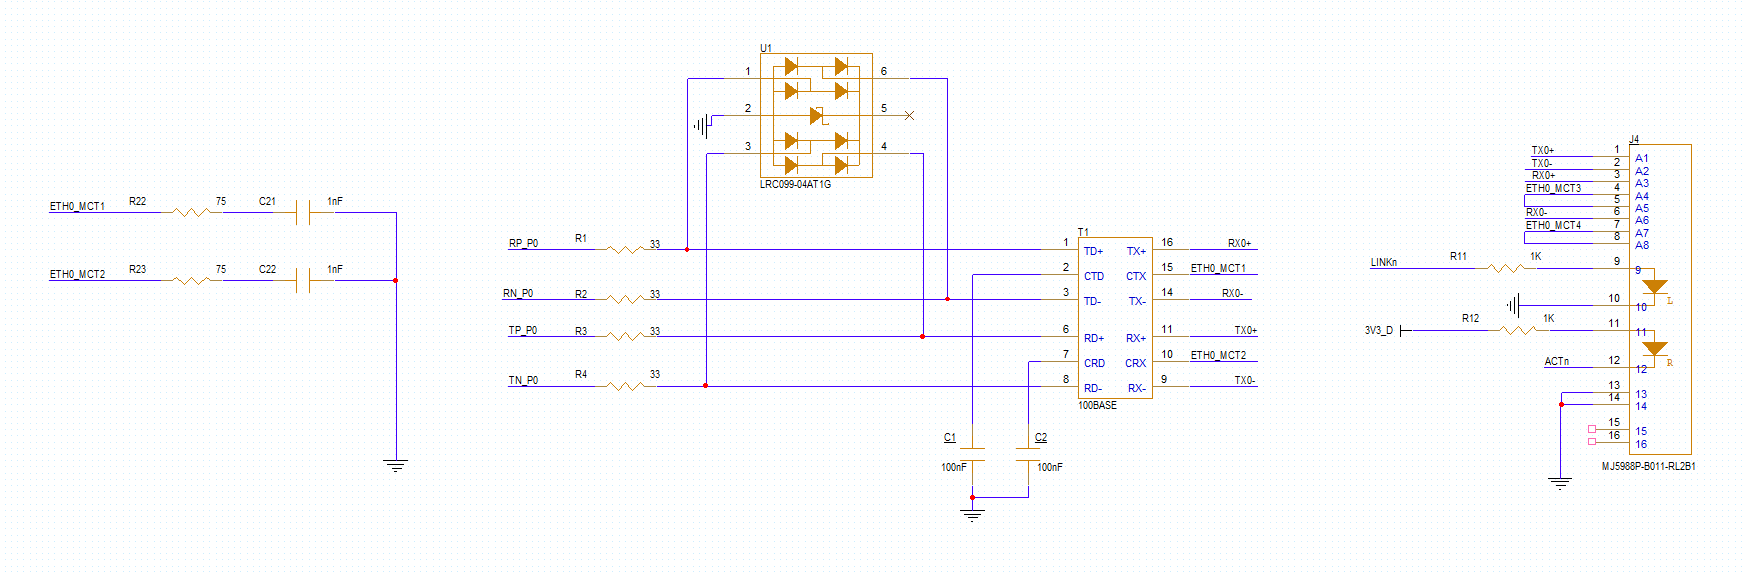 ETH0_MCT1
R22
75
C21
1nF
ETH0_MCT2
R23
75
C22
1nF
U1
1
6
2
5
3
4
LRC099-04AT1G
RP_P0
R1
33
RN_P0
R2
33
TP_P0
R3
33
TN_P0
R4
33
T1
1
TD+
TX+
16
RX0+
2
CTD
CTX
15
ETH0_MCT1
3
TD-
TX-
14
RX0-
6
RD+
RX+
11
TX0+
7
CRD
CRX
10
ETH0_MCT2
8
RD-
RX-
9
TX0-
100BASE
C1
100nF
C2
100nF
J4
TX0+
1
A1
TX0-
2
A2
RX0+
3
A3
ETH0_MCT3
4
A4
5
A5
RX0-
6
A6
ETH0_MCT4
7
A7
8
A8
LINKn
R11
1K
9
9
L
10
10
3V3_D
R12
1K
11
11
R
ACTn
12
12
13
13
14
14
15
15
16
16
MJ5988P-B011-RL2B1